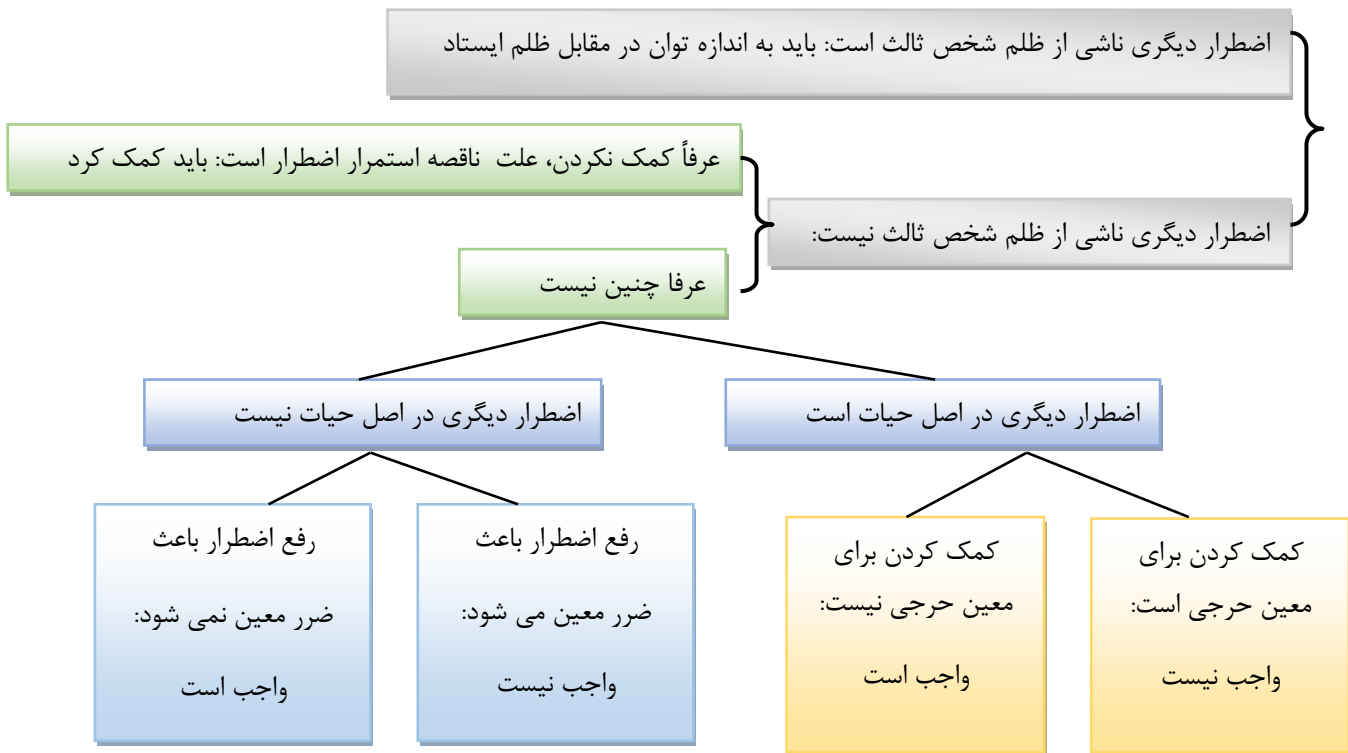 اضطرار دیگری ناشی از ظلم شخص ثالث است: باید به اندازه توان در مقابل ظلم ایستاد
عرفاً کمک نکردن، علت ناقصه استمرار اضطرار است: باید کمک کرد
اضطرار دیگری ناشی از ظلم شخص ثالث نیست:
عرفا چنین نیست
اضطرار دیگری در اصل حیات است
اضطرار دیگری در اصل حیات نیست
کمک کردن برای
معین حرجی است:
واجب نیست
کمک کردن برای
معین حرجی نیست:
واجب است
رفع اضطرار باعث
ضرر معین می شود:
واجب نیست
رفع اضطرار باعث
ضرر معین نمی شود:
واجب است